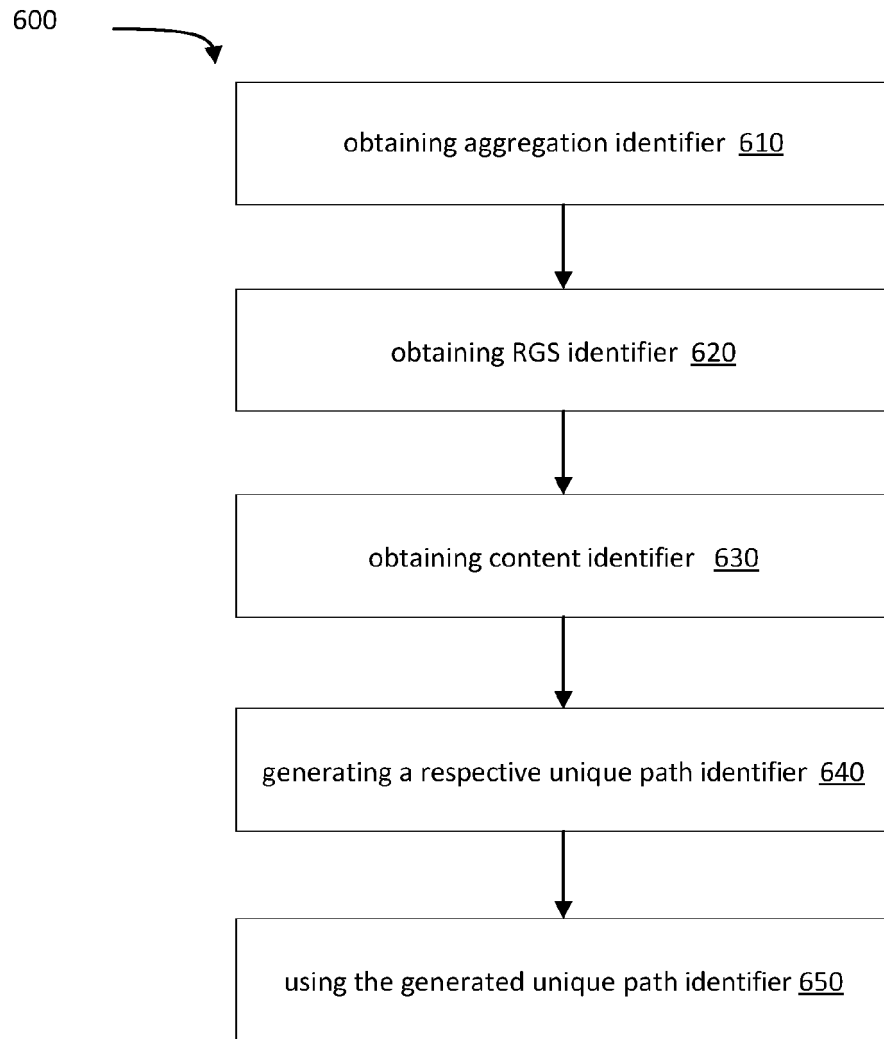 600
obtaining aggregation identifier 610
obtaining RGS identifier 620
obtaining content identifier 630
generating a respective unique path identifier 640
using the generated unique path identifier 650